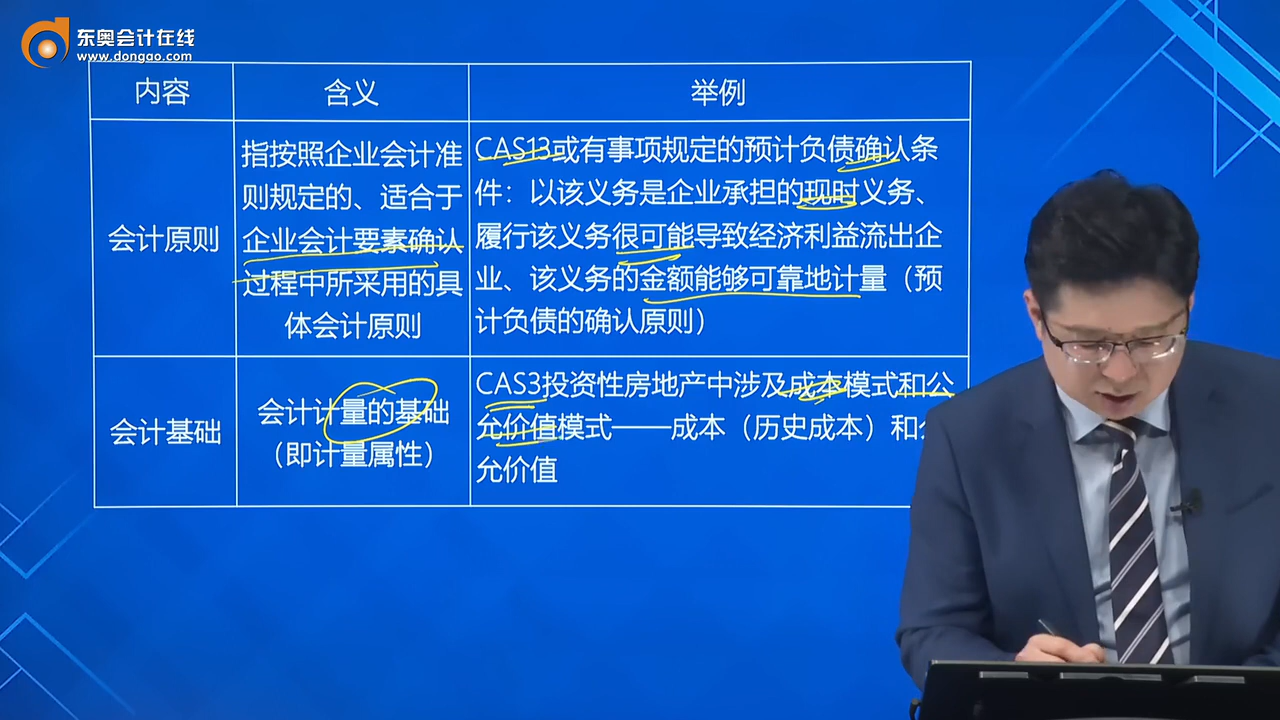 东奥会计在线
www.dongao.com
内容
含义
举例
会计原则
指按照企业会计准
则规定的、适合于
企业会计要素确认
过程中所采用的具
体会计原则
CAS13或有事项规定的预计负债确认条
件：以该义务是企业承担的现时义务、
履行该义务很可能导致经济利益流出企
业、该义务的金额能够可靠地计量（预
计负债的确认原则）
会计基础
会计计量的基础
（即计量属性）
CAS3投资性房地产中涉及成本模式和公
允价值模式——成本（历史成本）和
允价值